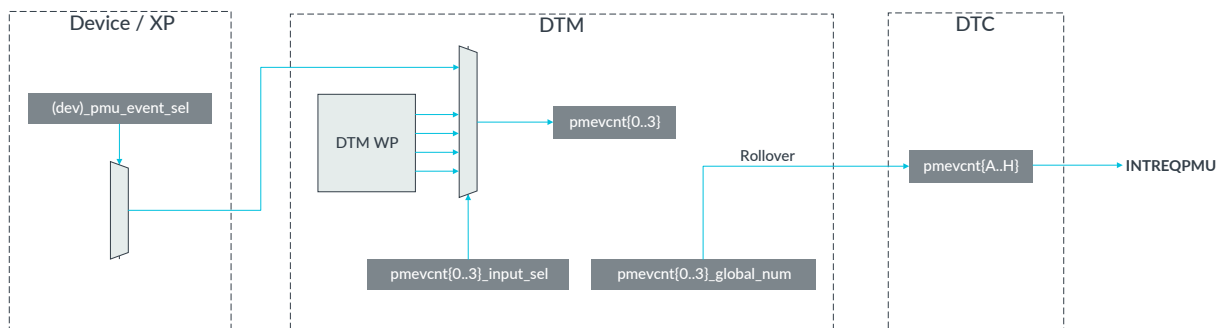 Device / XP
DTM
DTC
(dev)_pmu_event_sel
DTM WP
pmevcnt{0..3}
Rollover
pmevcnt{A..H}
INTREQPMU
pmevcnt{0..3}_input_sel
pmevcnt{0..3}_global_num